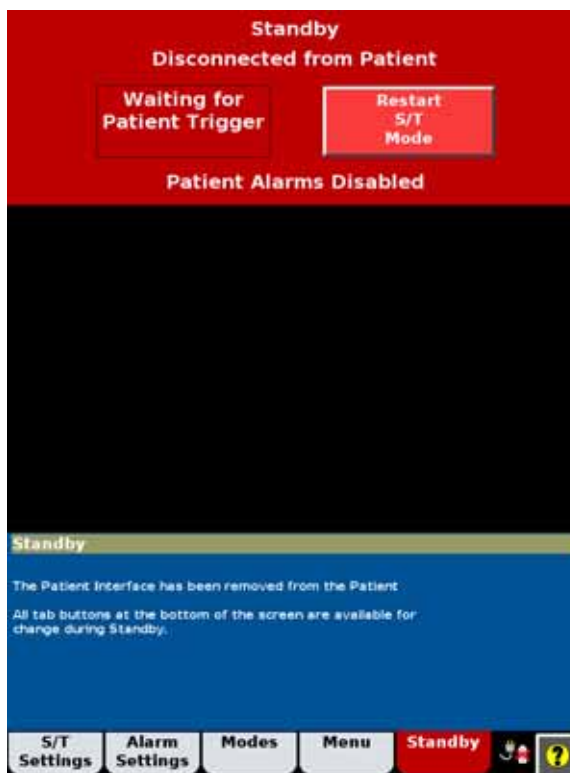 Standby
Disconnected from Patient
Waiting for
Patient Trigger
Restart
S/T
Mode
Patient Alarms Disabled
Standby
The Patient Interface has been removed from the Patient
All tab buttons at the bottom of the screen are available for
change during Standby.
S/T
Settings
Alarm
Settings
Modes
Menu
Standby
?